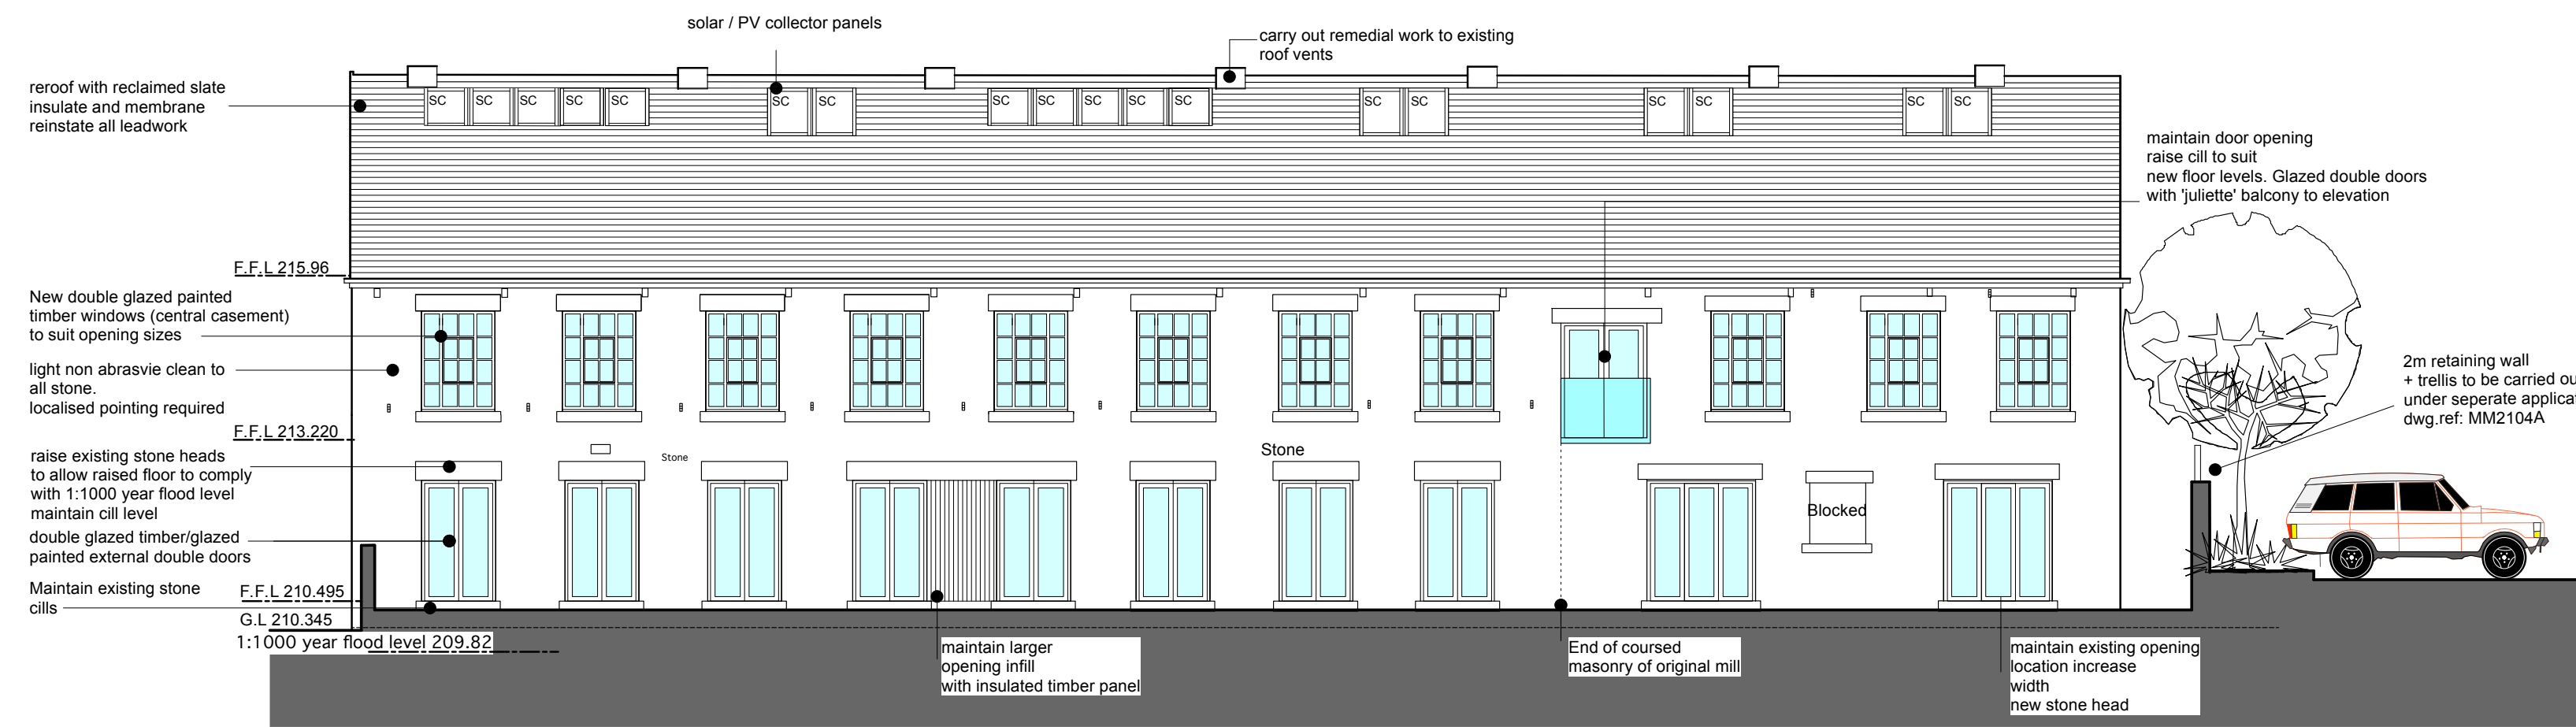 solar / PV collector panels
carry out remedial work to existing
roof vents
reroof with reclaimed slate
insulate and membrane
reinstate all leadwork
SC SC SC SC SC SC SC SC SC SC SC SC SC SC SC SC SC SC
maintain door opening
raise cill to suit
new floor levels. Glazed double doors
with 'juliette' balcony to elevation
F.F.L 215.96
New double glazed painted
timber windows (central casement)
to suit opening sizes
light non abrasvie clean to
all stone.
localised pointing required
2m retaining wall
+ trellis to be carried ou
under seperate applica
dwg.ref: MM2104A
F.F.L 213.220
Stone
Stone
raise existing stone heads
to allow raised floor to comply
with 1:1000 year flood level
maintain cill level
Blocked
double glazed timber/glazed
painted external double doors
Maintain existing stone
cills
F.F.L 210.495
G.L 210.345
1:1000 year flood level 209.82
maintain larger
opening infill
with insulated timber panel
End of coursed
masonry of original mill
maintain existing opening
location increase
width
new stone head